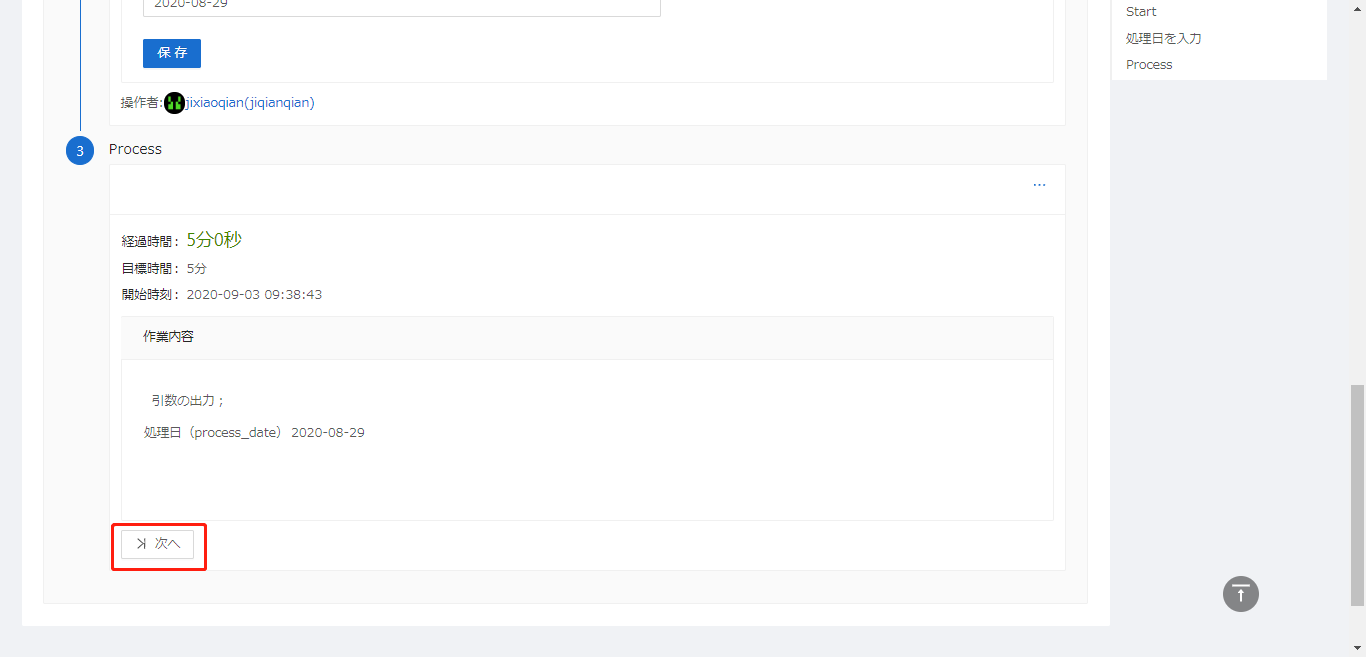 2020-08-29
保 存
操作者:jixiaoqian(jiqianqian)
3
Process
...
経過時間： 5分0秒
目標時間： 5分
開始時刻： 2020-09-03 09:38:43
作業内容
引数の出力；
処理日（process_date） 2020-08-29
次へ
Start
処理日を入力
Process